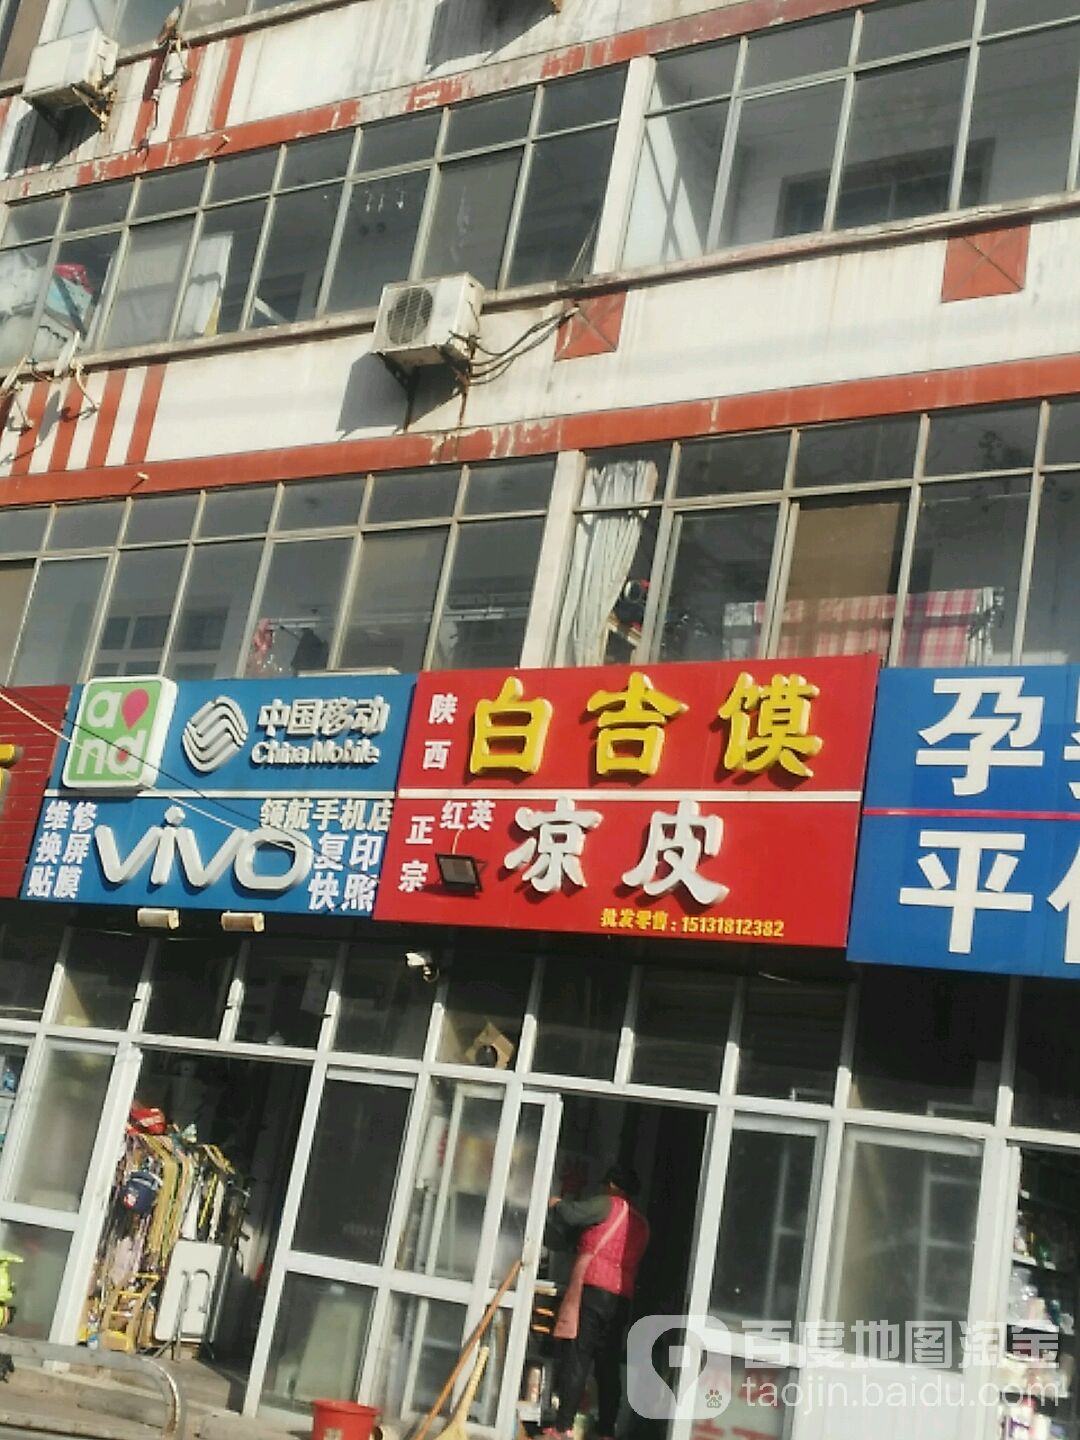 and
中国移动
China Mobile
维修
换屏
贴膜
vivo
领航手机店
复印
快照
陕西
白吉馍
正宗
红英
凉皮
批发零售：15131812382
孕
平
百度地图淘金
taojin.baidu.com